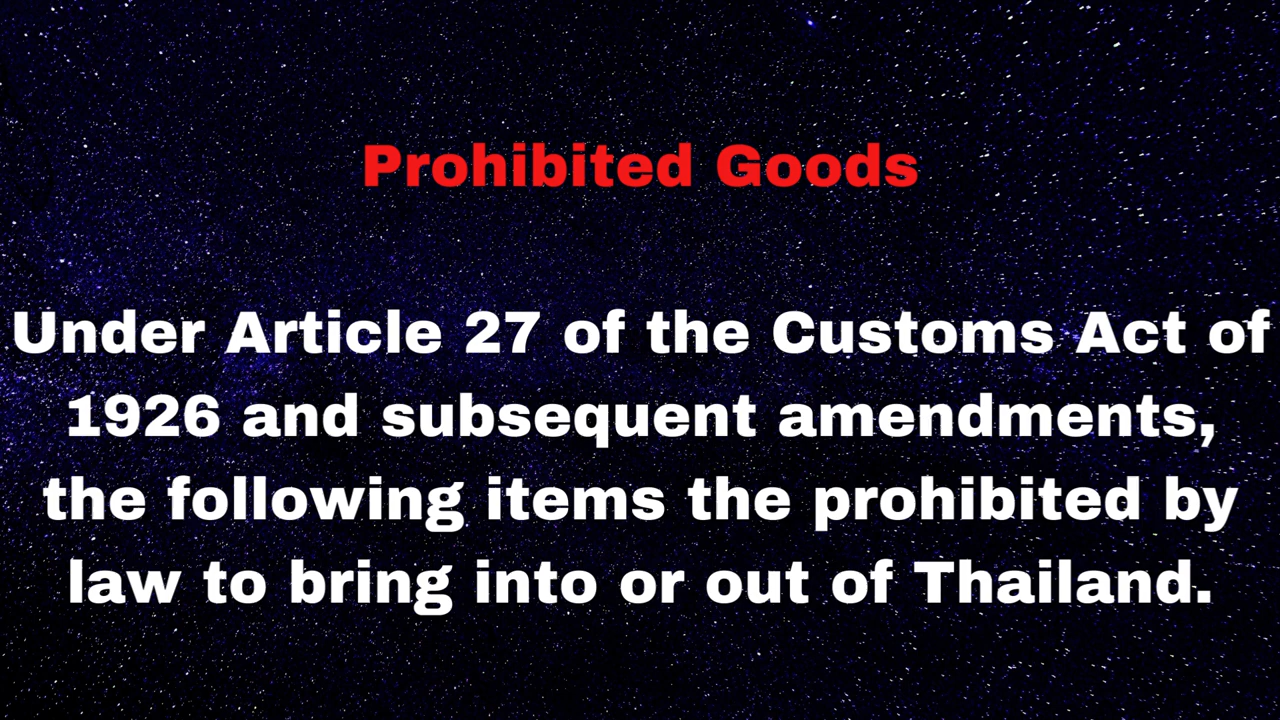 Prohibited Goods
Under Article 27 of the Customs Act of
1926 and subsequent amendments,
the following items the prohibited by
law to bring into or out of Thailand.